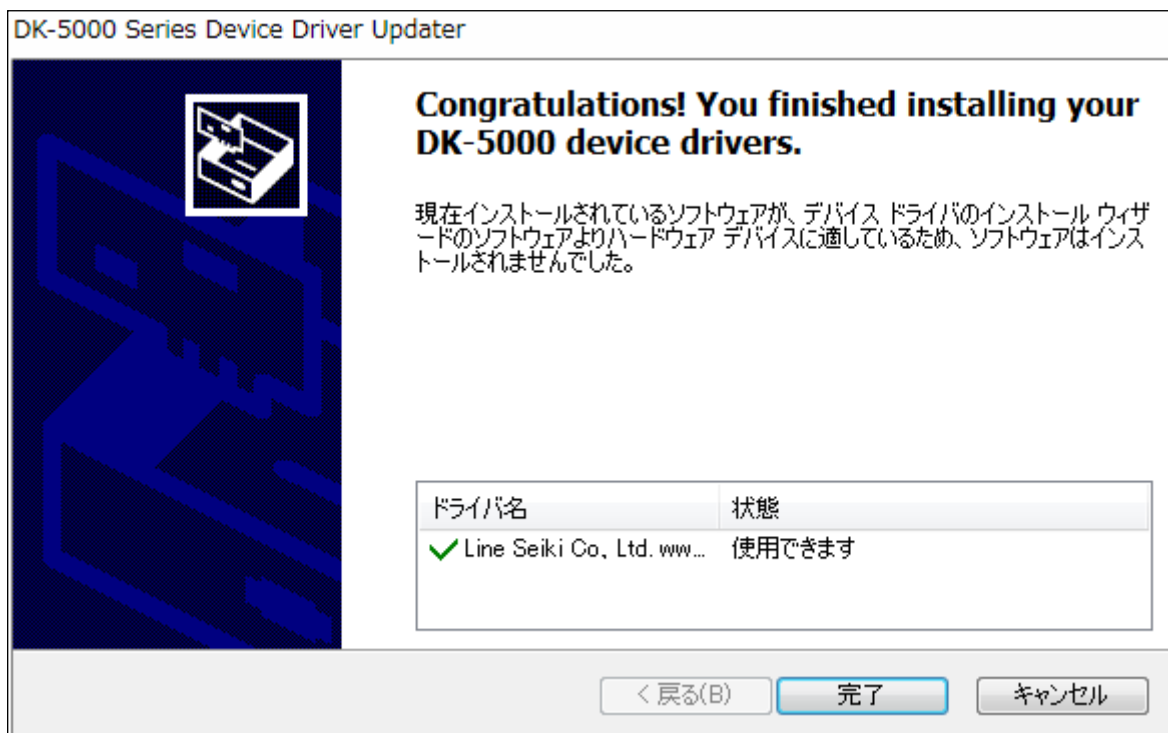 DK-5000 Series Device Driver Updater
Congratulations! You finished installing your
DK-5000 device drivers.
現在インストールされているソフトウェアが、デバイス ドライバのインストール ウィザ
ードのソフトウェアよりハードウェア デバイスに適しているため、ソフトウェアはインス
トールされませんでした。
ドライバ名 状態
Line Seiki Co, Ltd. ww... 使用できます
< 戻る(B) 完了 キャンセル